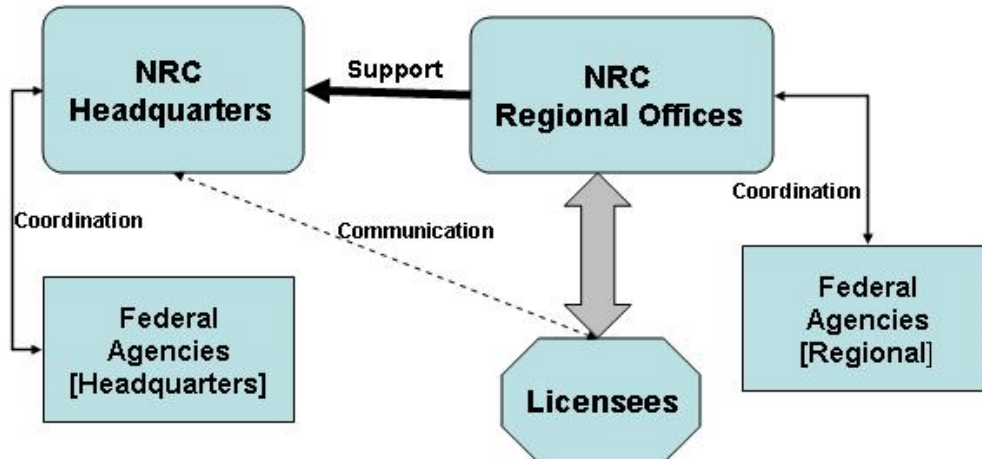 NRC
Headquarters
Support
NRC
Regional Offices
Coordination
Communication
Coordination
Federal
Agencies
[Headquarters]
Licensees
Federal
Agencies
[Regional]